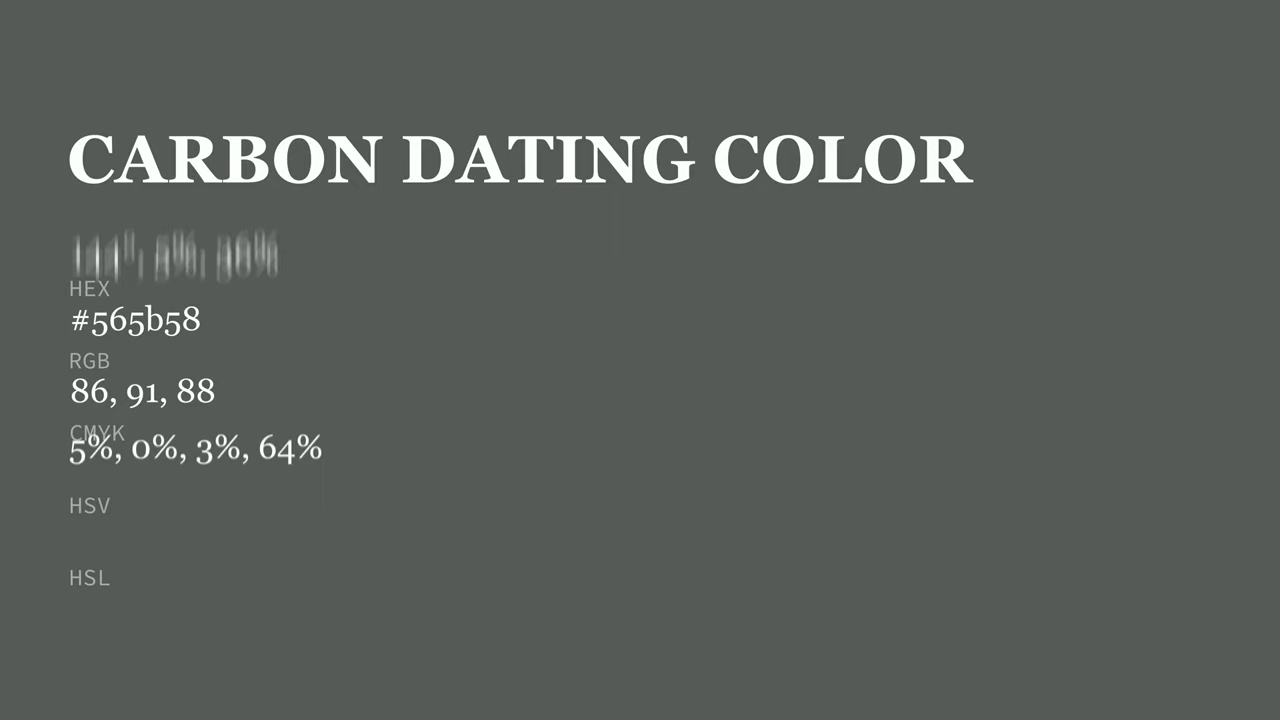 CARBON DATING COLOR
HEX
#565b58
RGB
86, 91, 88
CMYK
5%, 0%, 3%, 64%
HSV
HSL